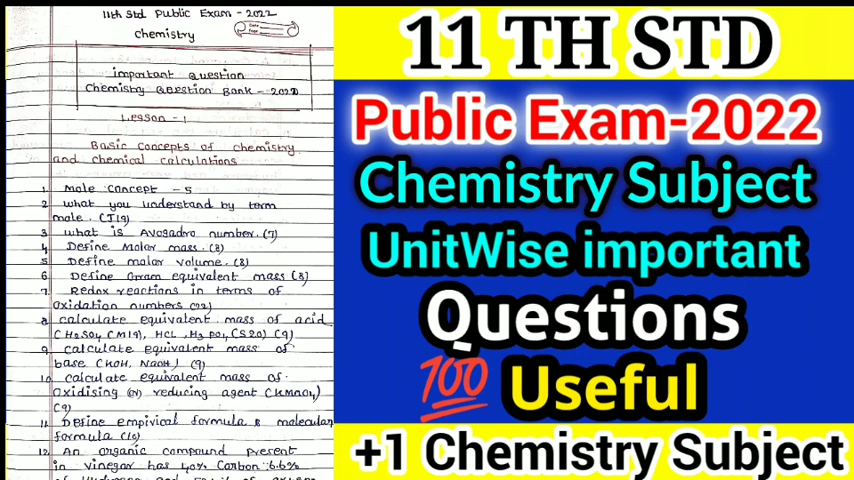 11th Std Public Exam - 2022
Chemistry
important Question
Chemistry Question Bank - 2022
Lesson - 1
Basic concepts of chemistry
and chemical calculations
1. Mole concept - 5
2 what you understand by term
mole. (J19)
3 what is Avogadro number. (7)
4 Define Molar mass. (8)
5 Define molar volume. (8)
6 Define Gram equivalent mass (8)
7. Redox reactions in terms of
oxidation numbers (22)
8 calculate equivalent mass of acid
(H2SO4 (M19), HCL, H3PO4 (S20) (9)
9 calculate equivalent mass of
base (KOH, NaOH) (9)
10 calculate equivalent mass of
oxidising (or) reducing agent (KMNO4)
(9)
11. Define empirical formula & molecular
formula (10)
12. An organic compound present
in vinegar has 40% Carbon 6.6%
11 TH STD
Public Exam-2022
Chemistry Subject
UnitWise important
Questions
100 Useful
+1 Chemistry Subject